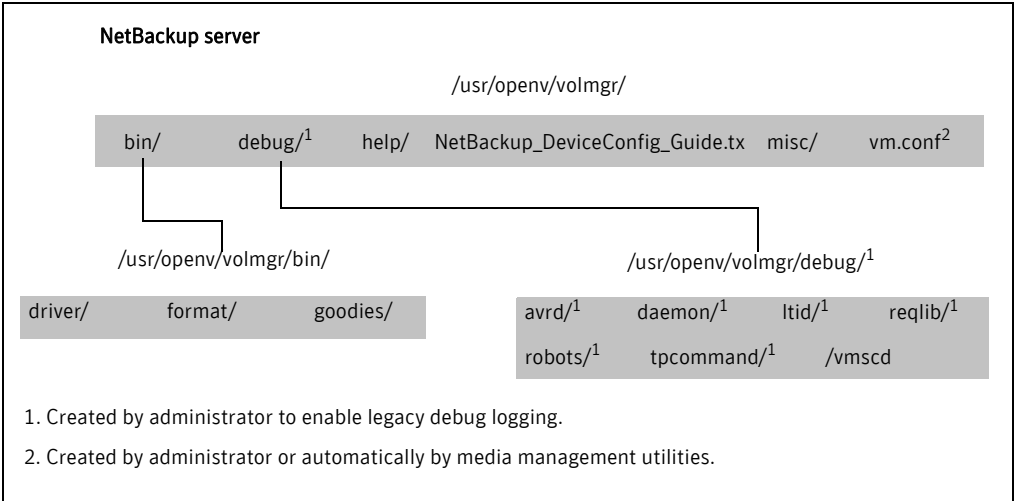 NetBackup server
/usr/openv/volmgr/
bin/ debug/1 help/ NetBackup_DeviceConfig_Guide.tx misc/ vm.conf2
/usr/openv/volmgr/bin/ /usr/openv/volmgr/debug/1
driver/ format/ goodies/ avrd/1 daemon/1 ltid/1 reqlib/1
robots/1 tpcommand/1 /vmscd
1. Created by administrator to enable legacy debug logging.
2. Created by administrator or automatically by media management utilities.